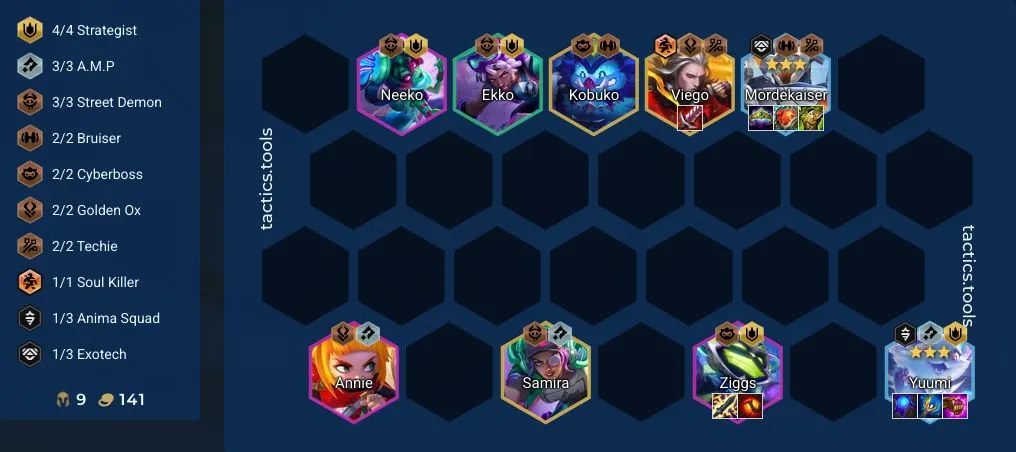 4/4 Strategist
3/3 A.M.P
3/3 Street Demon
2/2 Bruiser
2/2 Cyberboss
2/2 Golden Ox
2/2 Techie
1/1 Soul Killer
1/3 Anima Squad
1/3 Exotech
9 141
tactics.tools
Neeko
Ekko
Kobuko
Viego
Mordekaiser
tactics.tools
Annie
Samira
Ziggs
Yuumi